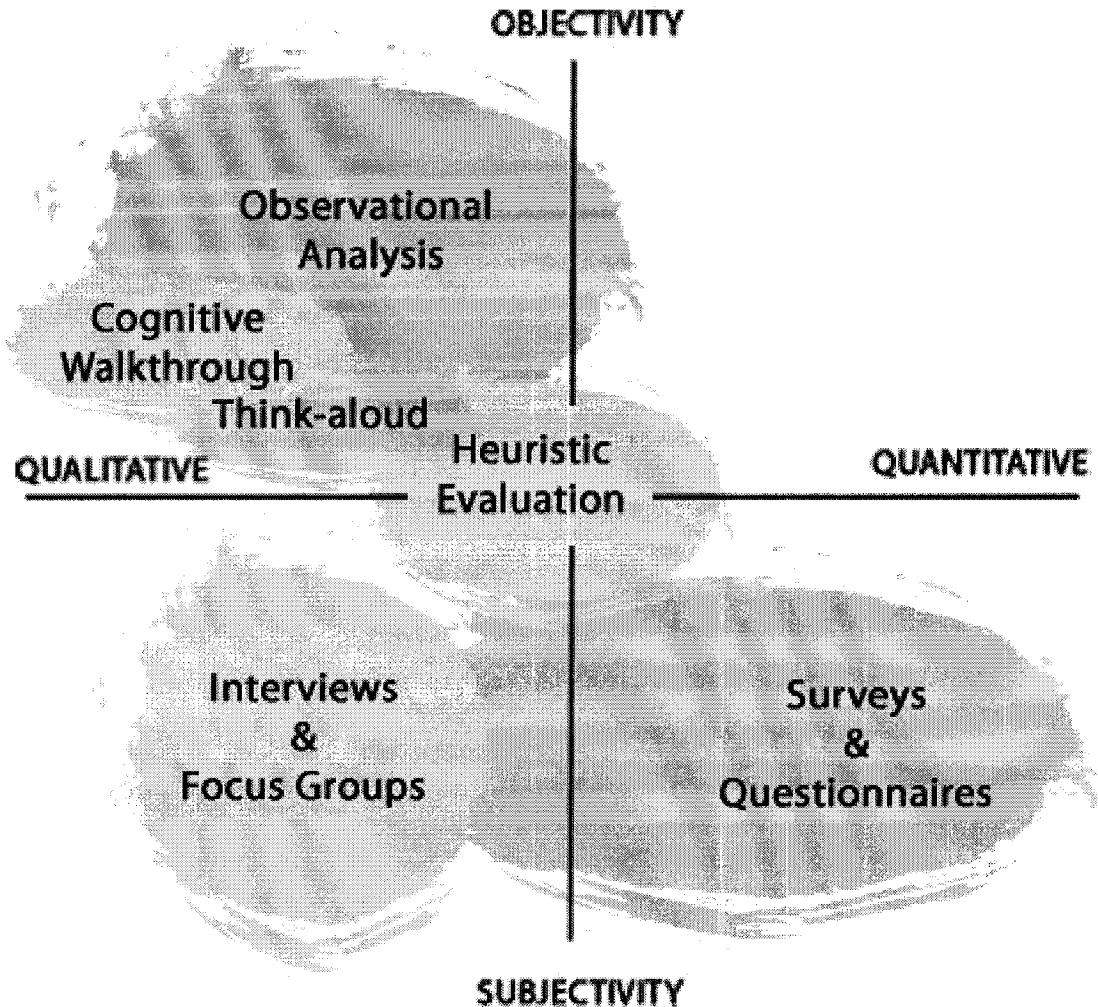 OBJECTIVITY
Observational
Analysis
Cognitive
Walkthrough
Think-aloud
Heuristic
Evaluation
QUALITATIVE
QUANTITATIVE
Interviews
&
Focus Groups
Surveys
&
Questionnaires
SUBJECTIVITY